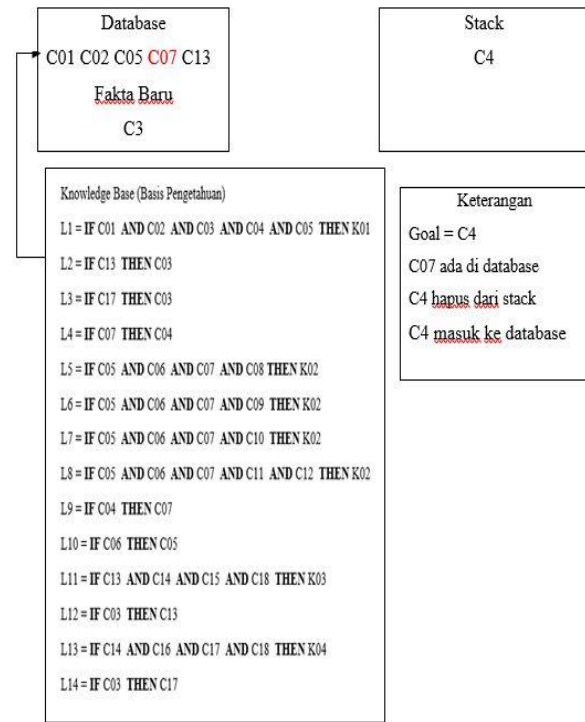 Database
C01 C02 C05 C07 C13
Fakta Baru
C3
Stack
C4
Knowledge Base (Basis Pengetahuan)
L1 = IF C01 AND C02 AND C03 AND C04 AND C05 THEN K01
L2 = IF C13 THEN C03
L3 = IF C17 THEN C03
L4 = IF C07 THEN C04
L5 = IF C05 AND C06 AND C07 AND C08 THEN K02
L6 = IF C05 AND C06 AND C07 AND C09 THEN K02
L7 = IF C05 AND C06 AND C07 AND C10 THEN K02
L8 = IF C05 AND C06 AND C07 AND C11 AND C12 THEN K02
L9 = IF C04 THEN C07
L10 = IF C06 THEN C05
L11 = IF C13 AND C14 AND C15 AND C18 THEN K03
L12 = IF C03 THEN C13
L13 = IF C14 AND C16 AND C17 AND C18 THEN K04
L14 = IF C03 THEN C17
Keterangan
Goal = C4
C07 ada di database
C4 hapus dari stack
C4 masuk ke database